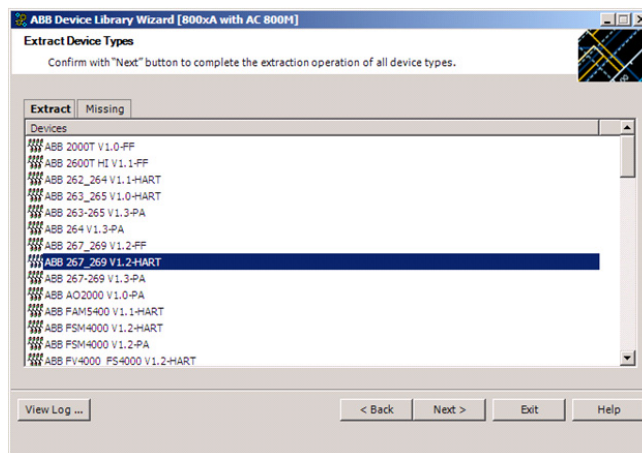 ABB Device Library Wizard [800xA with AC 800M]
Extract Device Types
Confirm with "Next" button to complete the extraction operation of all device types.
Extract Missing
Devices
ABB 2000T V1.0-FF
ABB 2600T HI V1.1-FF
ABB 262_264 V1.1-HART
ABB 263_265 V1.0-HART
ABB 263-265 V1.3-PA
ABB 264 V1.3-PA
ABB 267_269 V1.2-FF
ABB 267_269 V1.2-HART
ABB 267-269 V1.3-PA
ABB AO2000 V1.0-PA
ABB FAM5400 V1.1-HART
ABB FSM4000 V1.2-HART
ABB FSM4000 V1.2-PA
ABB FV4000_FS4000 V1.2-HART
View Log ... < Back Next > Exit Help